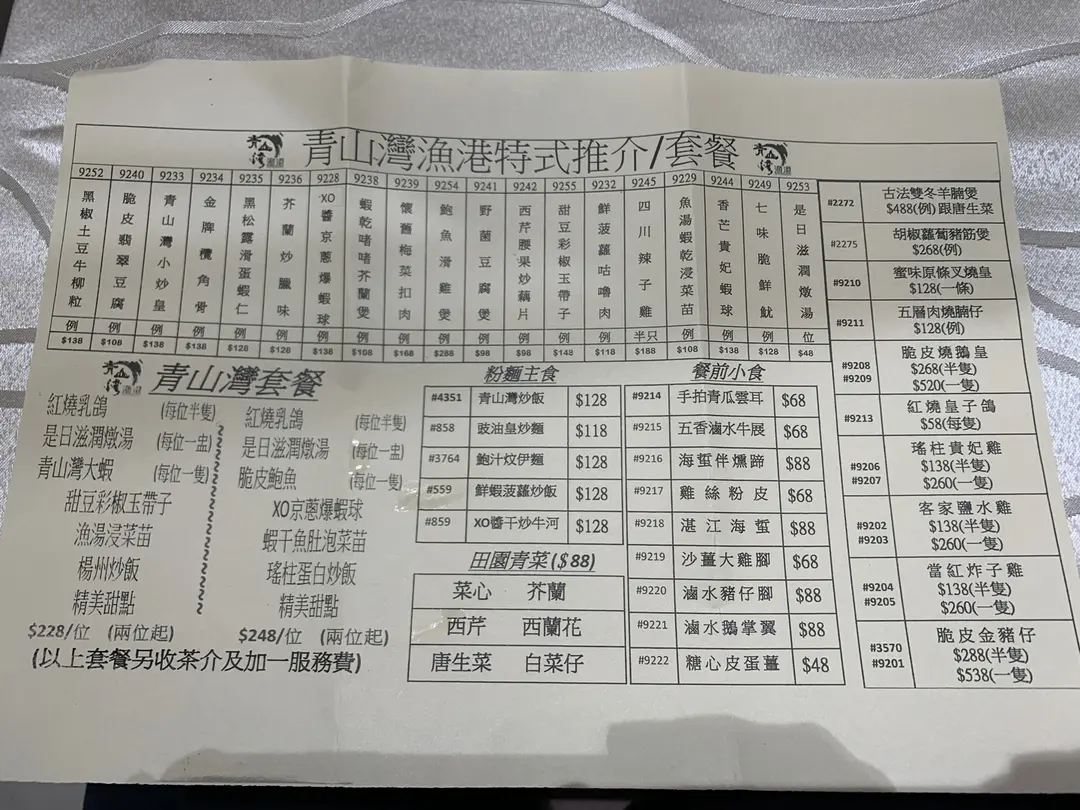 青山灣漁港 青山灣漁港特式推介/套餐 青山灣漁港
9252 黑椒土豆牛柳粒 例 $138
9240 脆皮翡翠豆腐 例 $108
9233 青山灣小炒皇 例 $138
9234 金牌欖角骨 例 $138
9235 黑松露滑蛋蝦仁 例 $128
9236 芥蘭炒臘味 例 $128
9228 XO醬京蔥爆蝦球 例 $138
9238 蝦乾啫啫芥蘭煲 例 $108
9239 懷舊梅菜扣肉 例 $168
9254 鮑魚滑雞煲 例 $288
9241 野菌豆腐煲 例 $98
9242 西芹腰果炒藕片 例 $98
9255 甜豆彩椒玉帶子 例 $148
9232 鮮菠蘿咕嚕肉 例 $118
9245 四川辣子雞 半只 $188
9229 魚湯蝦乾浸菜苗 例 $108
9244 香芒貴妃蝦球 例 $138
9249 七味脆鮮魷 例 $128
9253 是日滋潤燉湯 位 $48
#2272 古法雙冬羊腩煲
$488(例) 跟唐生菜
#2275 胡椒蘿蔔豬筋煲
$268(例)
#9210 蜜味原條叉燒皇
$128(一條)
#9211 五層肉燒腩仔
$128(例)
#9208 #9209 脆皮燒鵝皇
$268(半隻)
$520(一隻)
#9213 紅燒皇子鴿
$58(每隻)
#9206 #9207 瑤柱貴妃雞
$138(半隻)
$260(一隻)
#9202 #9203 客家鹽水雞
$138(半隻)
$260(一隻)
#9204 #9205 當紅炸子雞
$138(半隻)
$260(一隻)
#3570 #9201 脆皮金豬仔
$288(半隻)
$538(一隻)
青山灣漁港 青山灣套餐
紅燒乳鴿 (每位半隻)
是日滋潤燉湯 (每位一盅)
青山灣大蝦 (每位一隻)
甜豆彩椒玉帶子
漁湯浸菜苗
楊州炒飯
精美甜點
$228/位 (兩位起)
紅燒乳鴿 (每位半隻)
是日滋潤燉湯 (每位一盅)
脆皮鮑魚 (每位一隻)
XO京蔥爆蝦球
蝦干魚肚泡菜苗
瑤柱蛋白炒飯
精美甜點
$248/位 (兩位起)
(以上套餐另收茶介及加一服務費)
粉麵主食
#4351 青山灣炒飯 $128
#858 豉油皇炒麵 $118
#3764 鮑汁炆伊麵 $128
#559 鮮蝦菠蘿炒飯 $128
#859 XO醬干炒牛河 $128
田園青菜($88)
菜心 芥蘭
西芹 西蘭花
唐生菜 白菜仔
餐前小食
#9214 手拍青瓜雲耳 $68
#9215 五香滷水牛展 $68
#9216 海蜇伴燻蹄 $88
#9217 雞絲粉皮 $68
#9218 湛江海蜇 $88
#9219 沙薑大雞腳 $68
#9220 滷水豬仔腳 $88
#9221 滷水鵝掌翼 $88
#9222 糖心皮蛋薑 $48